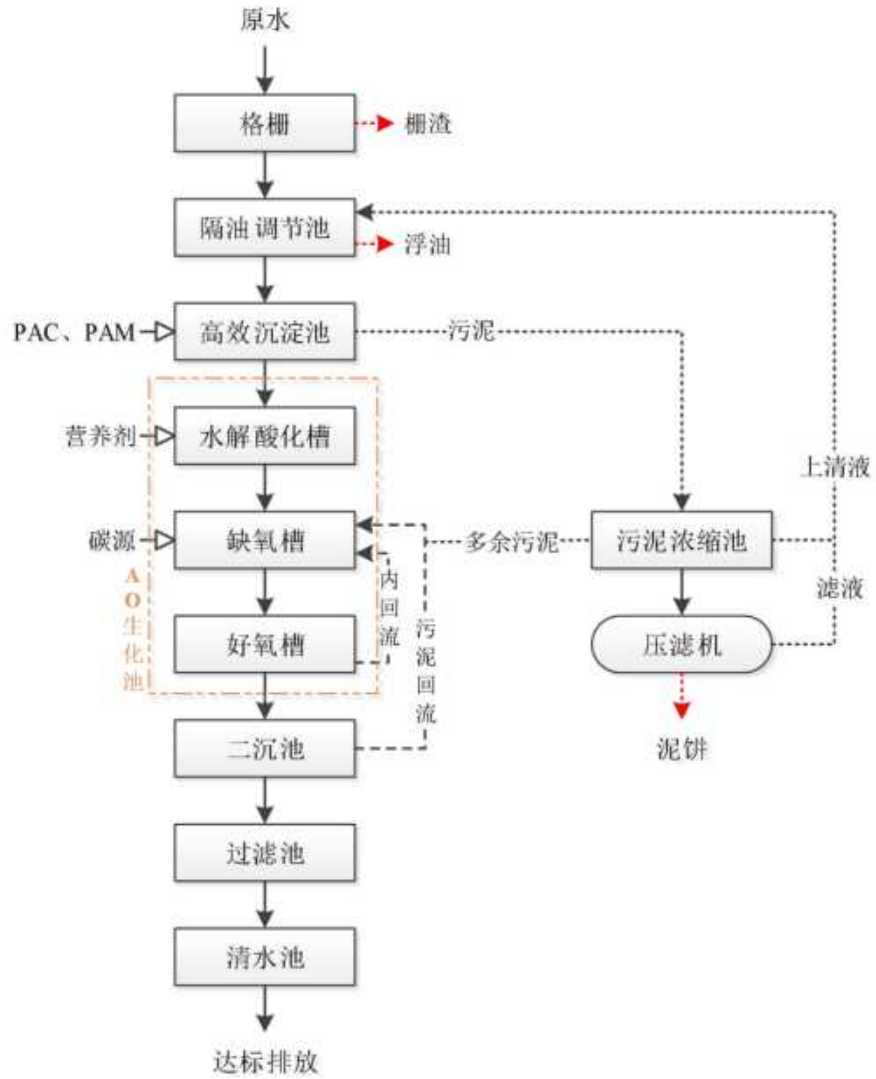 原水
格栅
栅渣
隔油调节池
浮油
PAC、PAM
高效沉淀池
污泥
营养剂
水解酸化槽
上清液
碳源
缺氧槽
多余污泥
污泥浓缩池
滤液
AO生化池
内回流
污泥回流
好氧槽
压滤机
二沉池
泥饼
过滤池
清水池
达标排放